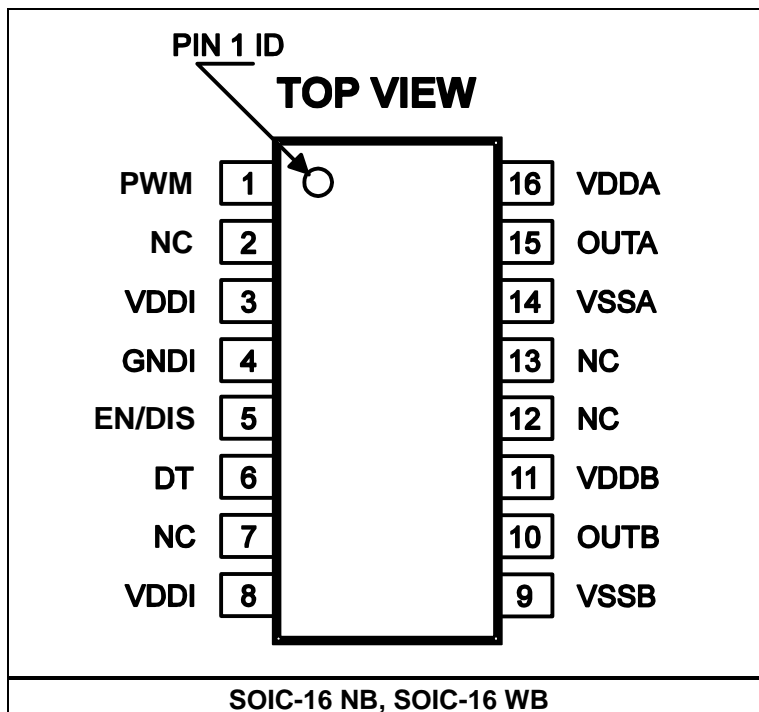 PIN 1 ID
TOP VIEW
PWM 1 16 VDDA
NC 2 15 OUTA
VDDI 3 14 VSSA
GNDI 4 13 NC
EN/DIS 5 12 NC
DT 6 11 VDDB
NC 7 10 OUTB
VDDI 8 9 VSSB
SOIC-16 NB, SOIC-16 WB